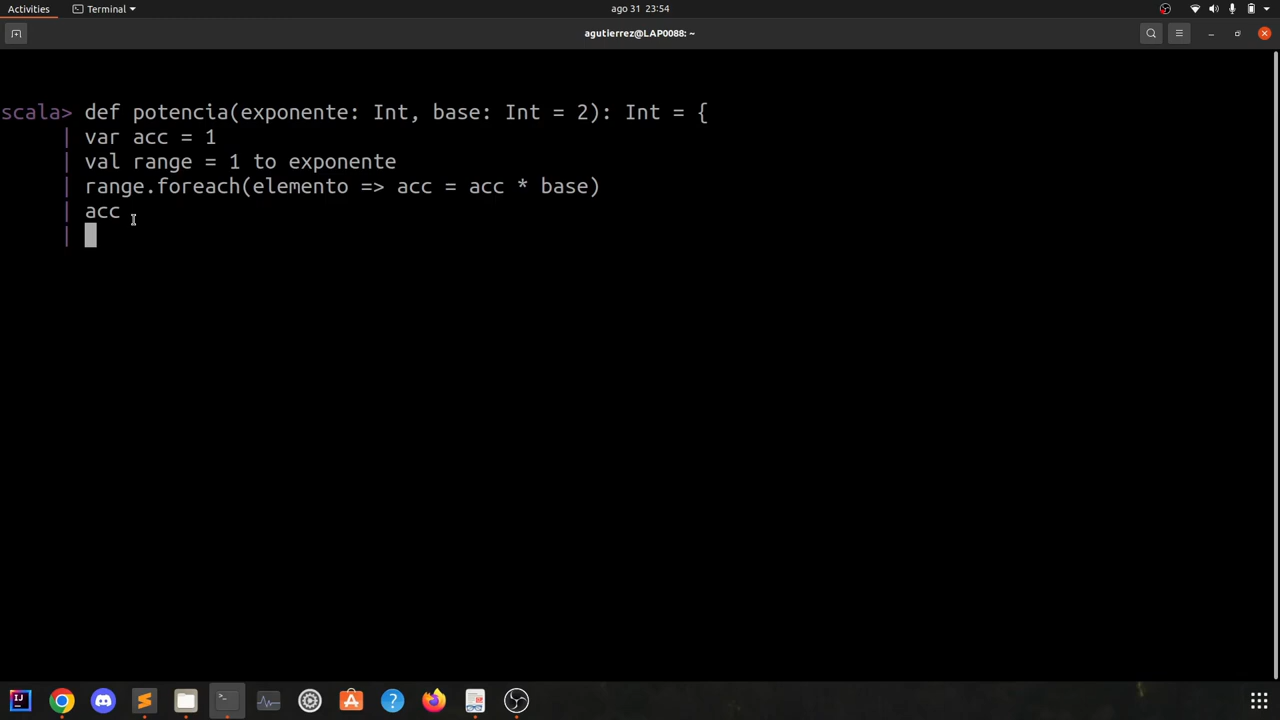 Activities Terminal ago 31 23:54
agutierrez@LAP0088: ~
scala> def potencia(exponente: Int, base: Int = 2): Int = {
| var acc = 1
| val range = 1 to exponente
| range.foreach(elemento => acc = acc * base)
| acc
|